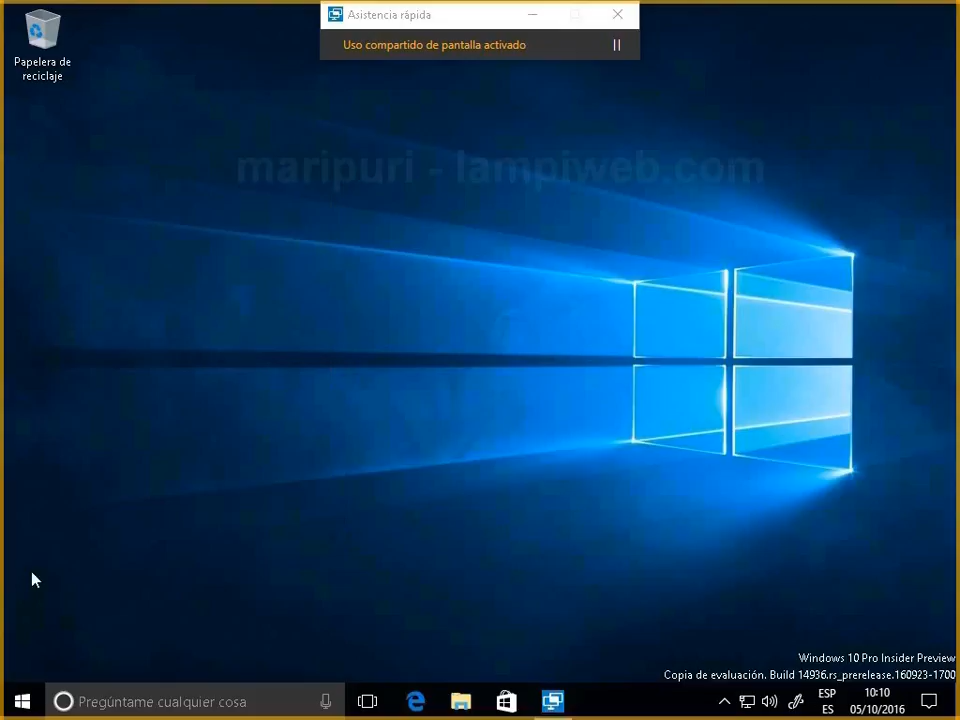 Asistencia rápida
Uso compartido de pantalla activado
Papelera de
reciclaje
maripuri - lampiweb.com
Windows 10 Pro Insider Preview
Copia de evaluación. Build 14936.rs_prerelease.160923-1700
Pregúntame cualquier cosa
ESP
ES
10:10
05/10/2016